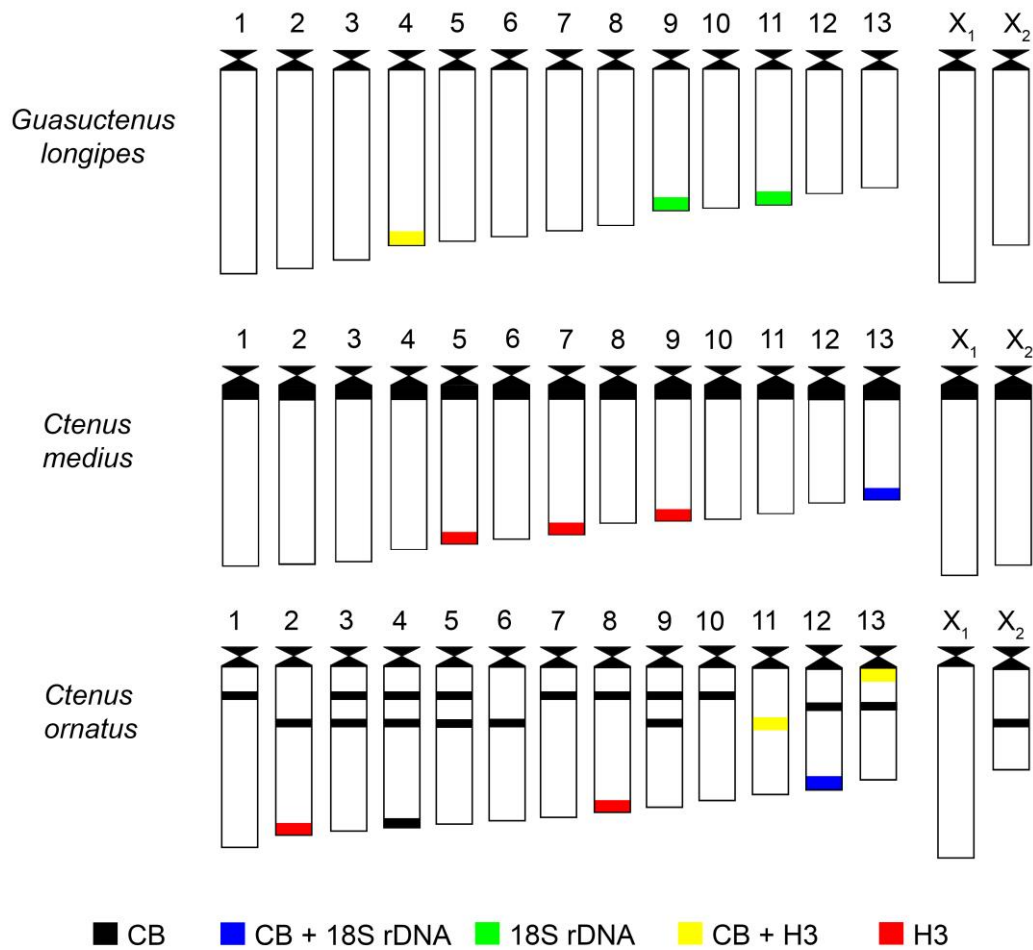 1 2 3 4 5 6 7 8 9 10 11 12 13 X₁ X₂
Guasuctenus
longipes
1 2 3 4 5 6 7 8 9 10 11 12 13 X₁ X₂
Ctenus
medius
1 2 3 4 5 6 7 8 9 10 11 12 13 X₁ X₂
Ctenus
ornatus
CB CB + 18S rDNA 18S rDNA CB + H3 H3